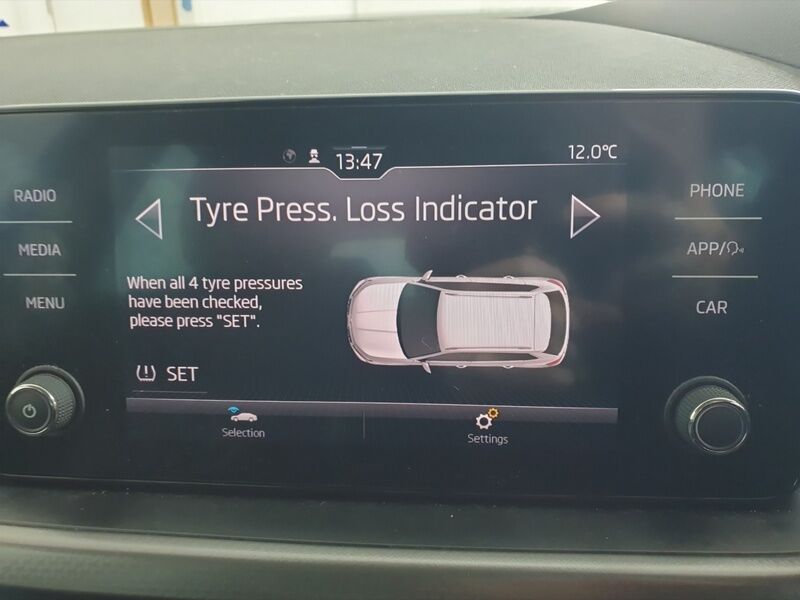 13:47
12.0°C
RADIO
MEDIA
MENU
Tyre Press. Loss Indicator
When all 4 tyre pressures
have been checked,
please press "SET".
SET
Selection
Settings
PHONE
APP/
CAR